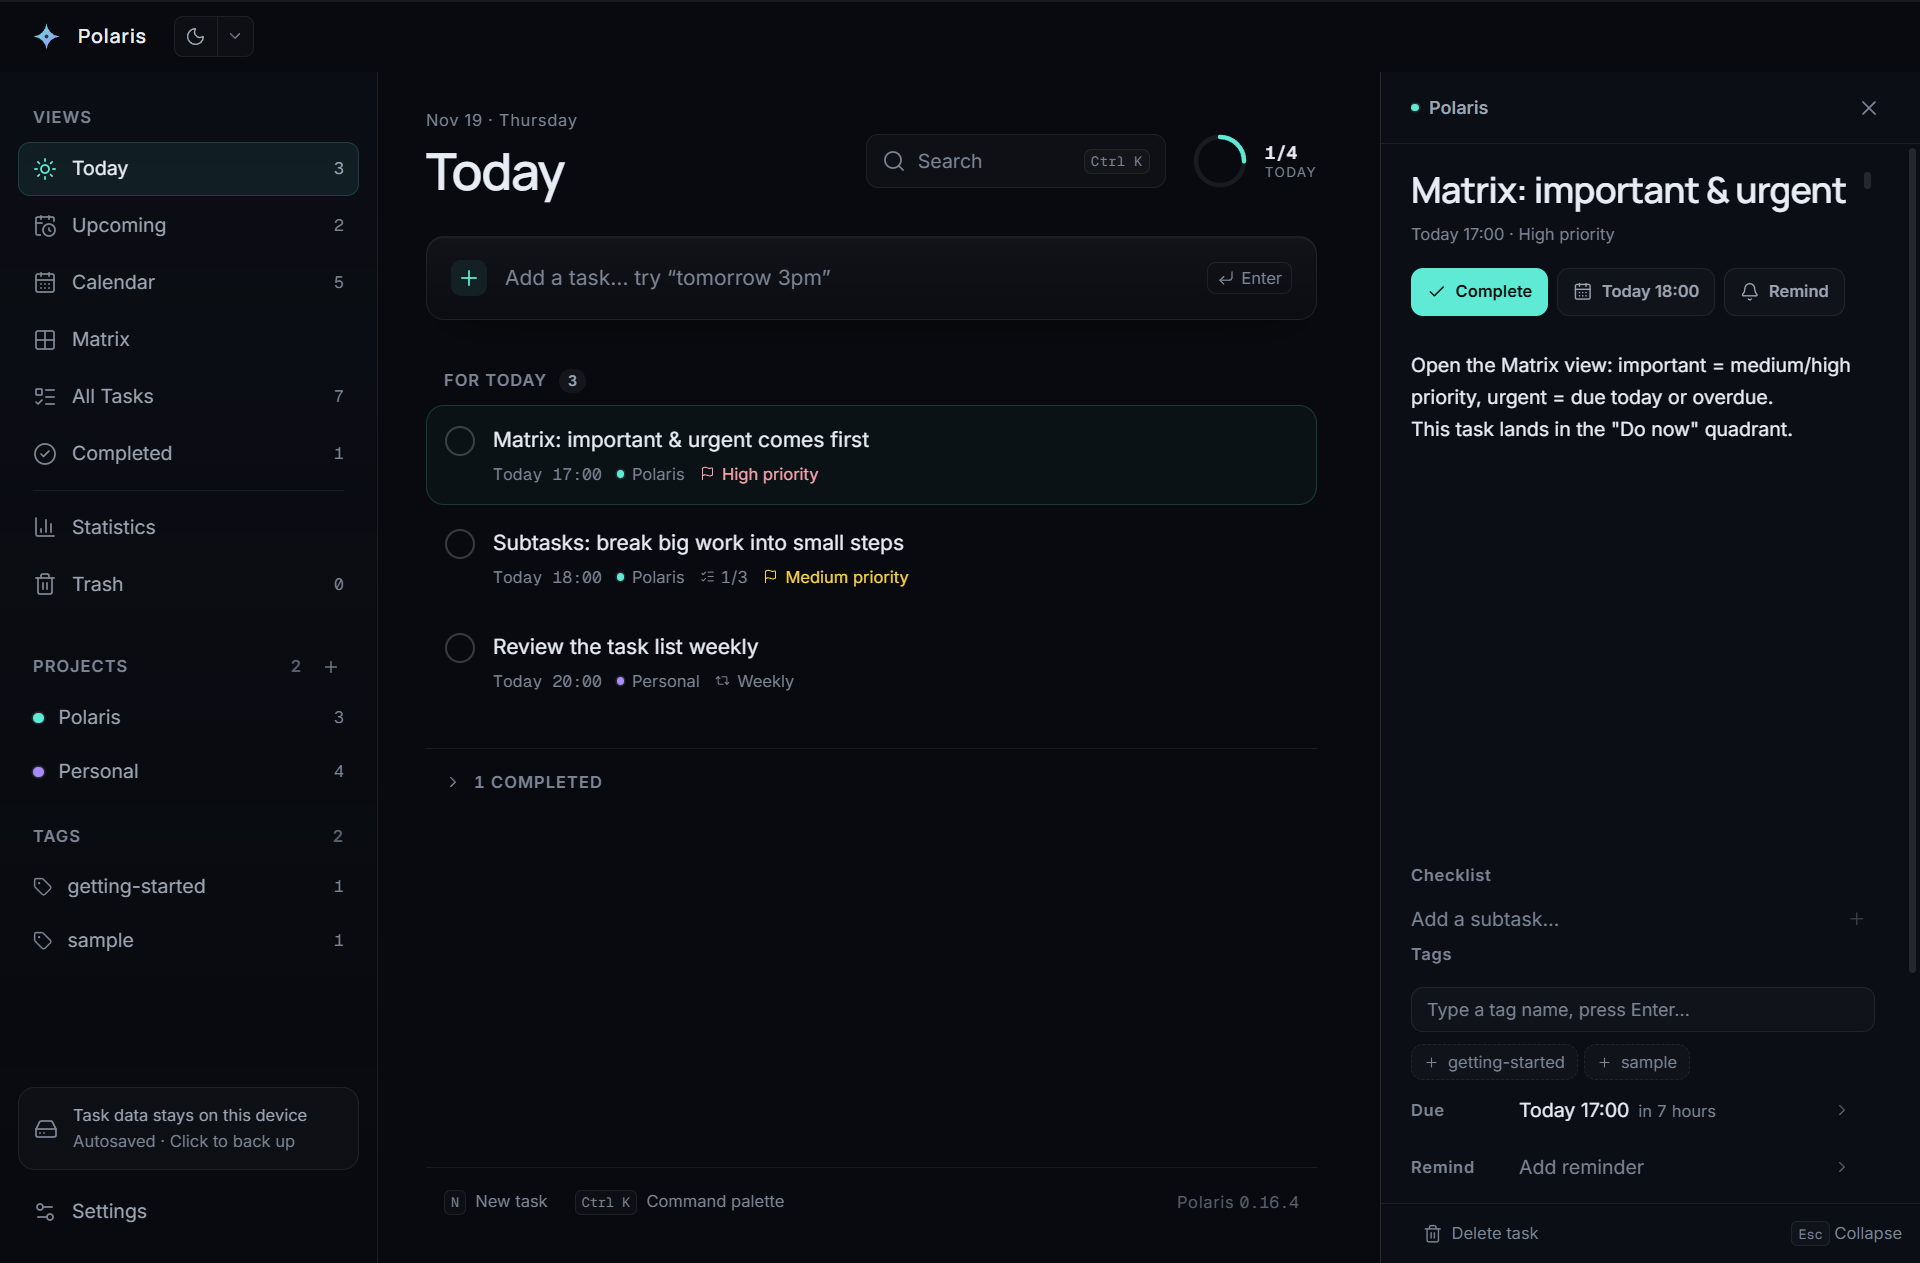 Polaris
VIEWS
Today 3
Upcoming 2
Calendar 5
Matrix
All Tasks 7
Completed 1
Statistics
Trash 0
PROJECTS 2
Polaris 3
Personal 4
TAGS 2
getting-started 1
sample 1
Task data stays on this device
Autosaved · Click to back up
Settings
Nov 19 · Thursday
Today
Search Ctrl K
1/4
TODAY
Add a task... try “tomorrow 3pm” Enter
FOR TODAY 3
Matrix: important & urgent comes first
Today 17:00 Polaris High priority
Subtasks: break big work into small steps
Today 18:00 Polaris 1/3 Medium priority
Review the task list weekly
Today 20:00 Personal Weekly
1 COMPLETED
N New task Ctrl K Command palette Polaris 0.16.4
Polaris
Matrix: important & urgent
Today 17:00 · High priority
Complete Today 18:00 Remind
Open the Matrix view: important = medium/high
priority, urgent = due today or overdue.
This task lands in the "Do now" quadrant.
Checklist
Add a subtask...
Tags
Type a tag name, press Enter...
+ getting-started + sample
Due Today 17:00 in 7 hours
Remind Add reminder
Delete task Esc Collapse